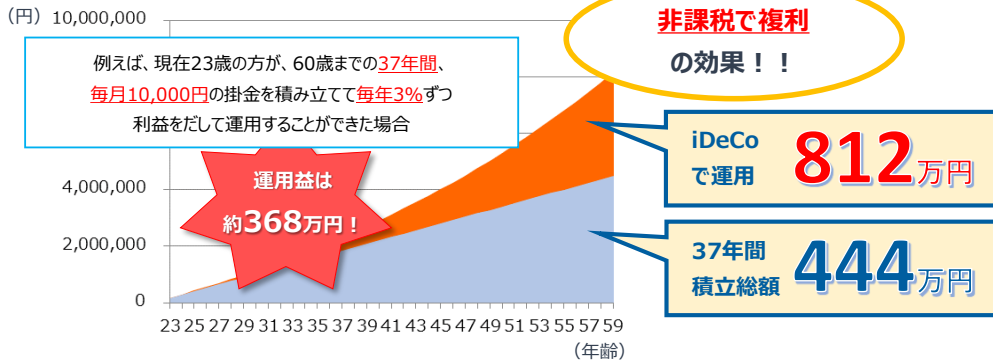 （円）
10,000,000
非課税で複利
の効果！！
例えば、現在23歳の方が、60歳までの37年間、
毎月10,000円の掛金を積み立てて毎年3%ずつ
利益をだして運用することができた場合
iDeCo
で運用
812万円
運用益は
約368万円！
4,000,000
2,000,000
0
37年間
積立総額
444万円
23 25 27 29 31 33 35 37 39 41 43 45 47 49 51 53 55 57 59
（年齢）